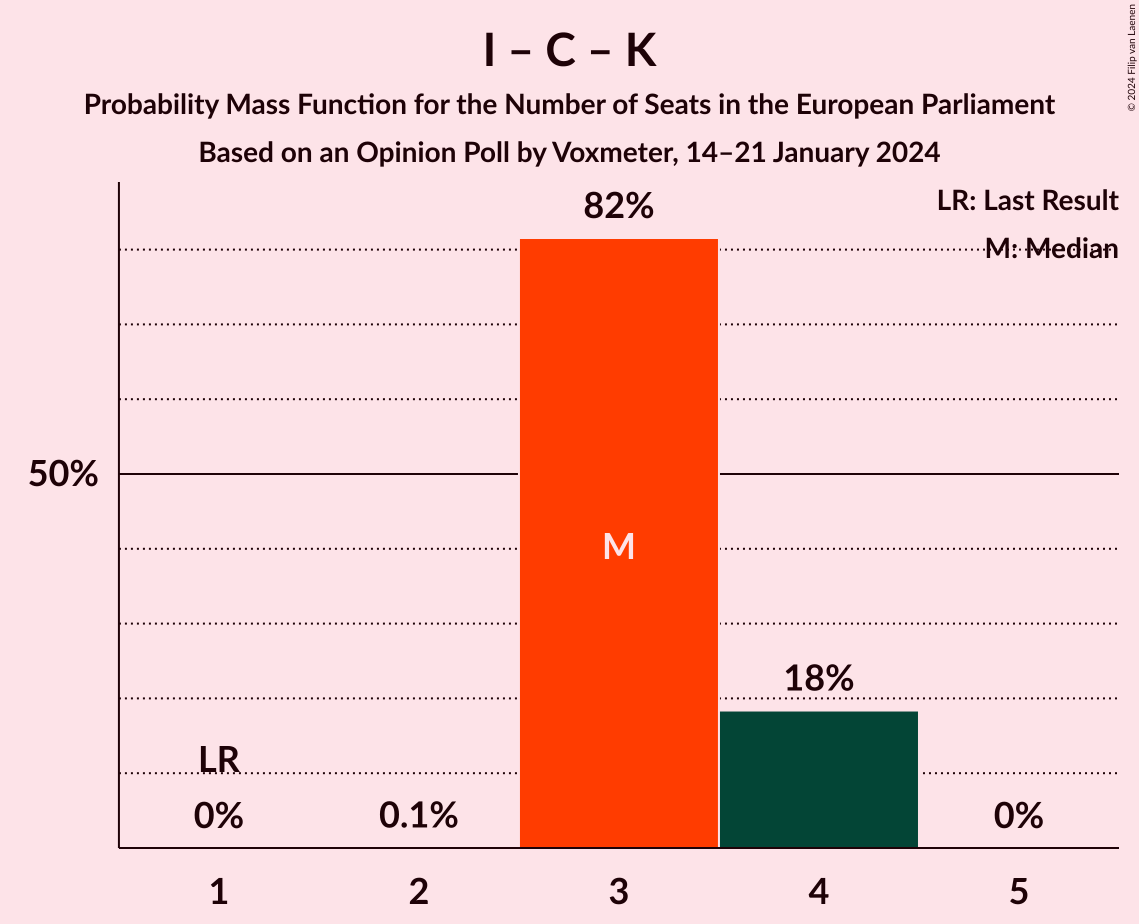 I – C – K
Probability Mass Function for the Number of Seats in the European Parliament
Based on an Opinion Poll by Voxmeter, 14–21 January 2024
© 2024 Filip van Laenen
LR: Last Result
M: Median
82%
50%
M
18%
LR
0%
0.1%
0%
1
2
3
4
5